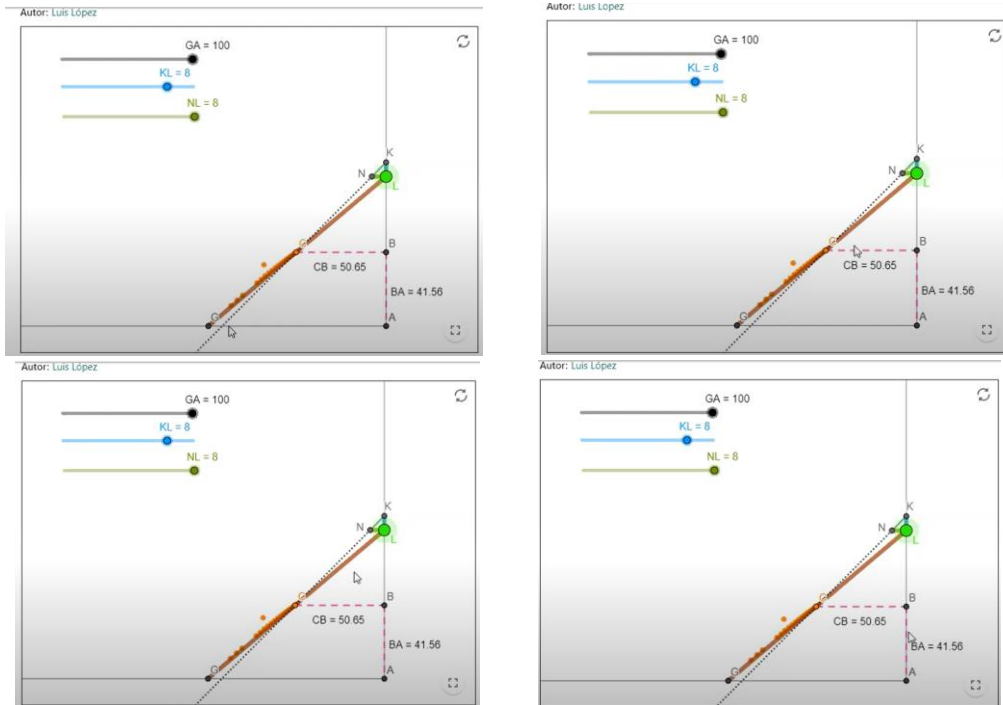 Autor: Luis López
GA = 100
KL = 8
NL = 8
K
N
L
C
B
CB = 50.65
BA = 41.56
G
A
Autor: Luis López
GA = 100
KL = 8
NL = 8
K
N
L
C
B
CB = 50.65
BA = 41.56
G
A
Autor: Luis López
GA = 100
KL = 8
NL = 8
K
N
L
C
B
CB = 50.65
BA = 41.56
G
A
Autor: Luis López
GA = 100
KL = 8
NL = 8
K
N
L
C
B
CB = 50.65
BA = 41.56
G
A